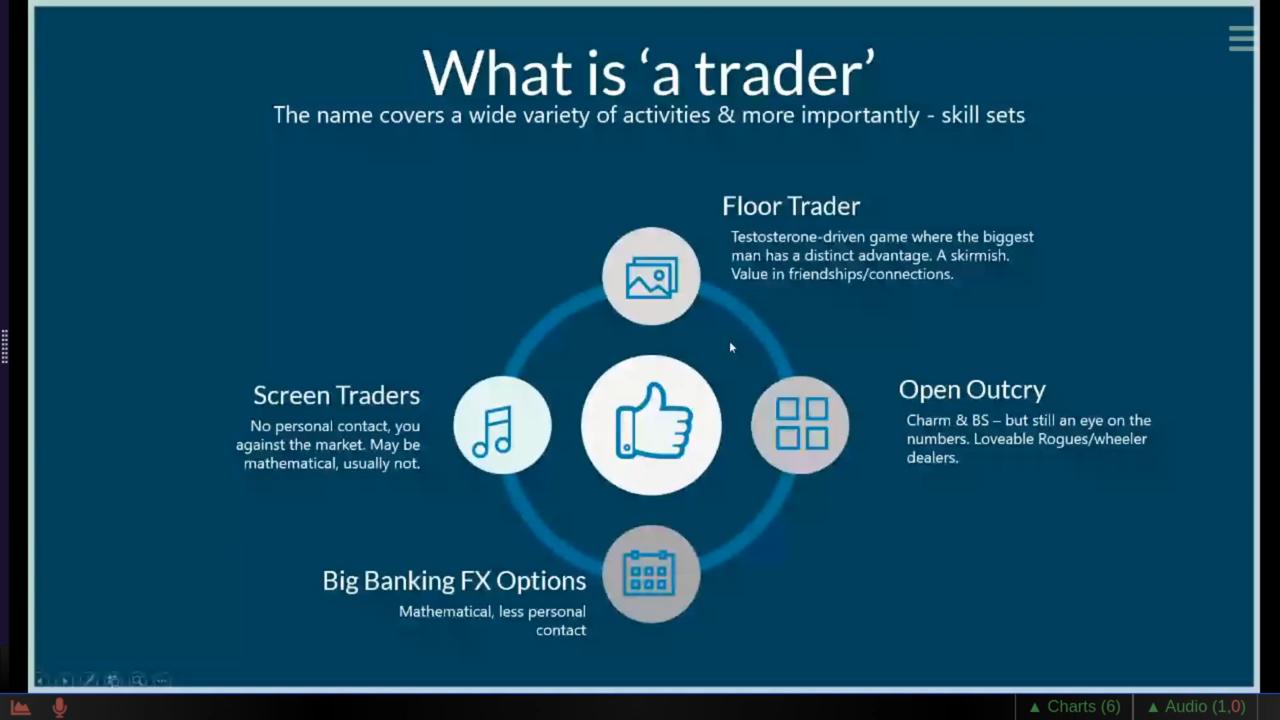 What is ‘a trader’
The name covers a wide variety of activities & more importantly - skill sets
Floor Trader
Testosterone-driven game where the biggest
man has a distinct advantage. A skirmish.
Value in friendships/connections.
Screen Traders
No personal contact, you
against the market. May be
mathematical, usually not.
Open Outcry
Charm & BS – but still an eye on the
numbers. Loveable Rogues/wheeler
dealers.
Big Banking FX Options
Mathematical, less personal
contact
▲ Charts (6)
▲ Audio (1,0)